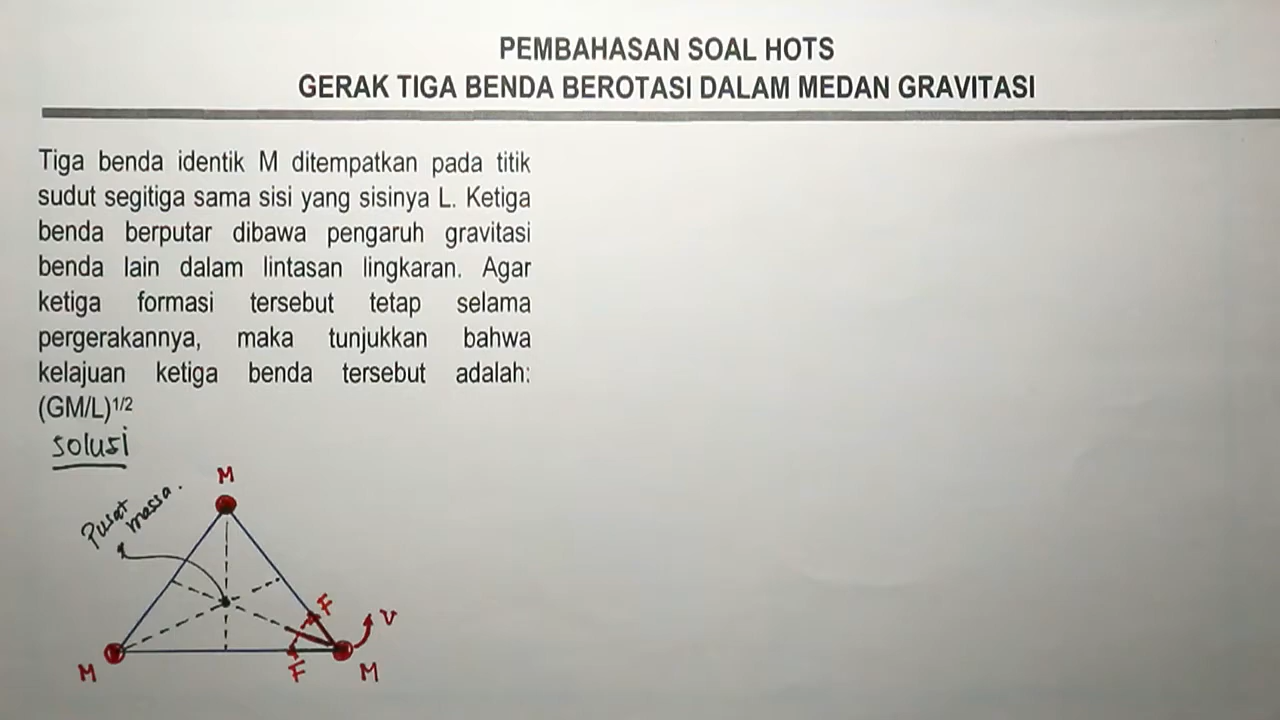 PEMBAHASAN SOAL HOTS
GERAK TIGA BENDA BEROTASI DALAM MEDAN GRAVITASI
Tiga benda identik M ditempatkan pada titik
sudut segitiga sama sisi yang sisinya L. Ketiga
benda berputar dibawa pengaruh gravitasi
benda lain dalam lintasan lingkaran. Agar
ketiga formasi tersebut tetap selama
pergerakannya, maka tunjukkan bahwa
kelajuan ketiga benda tersebut adalah:
(GM/L)¹/²
Solusi
M
Pusat
massa.
F
V
M
F
M